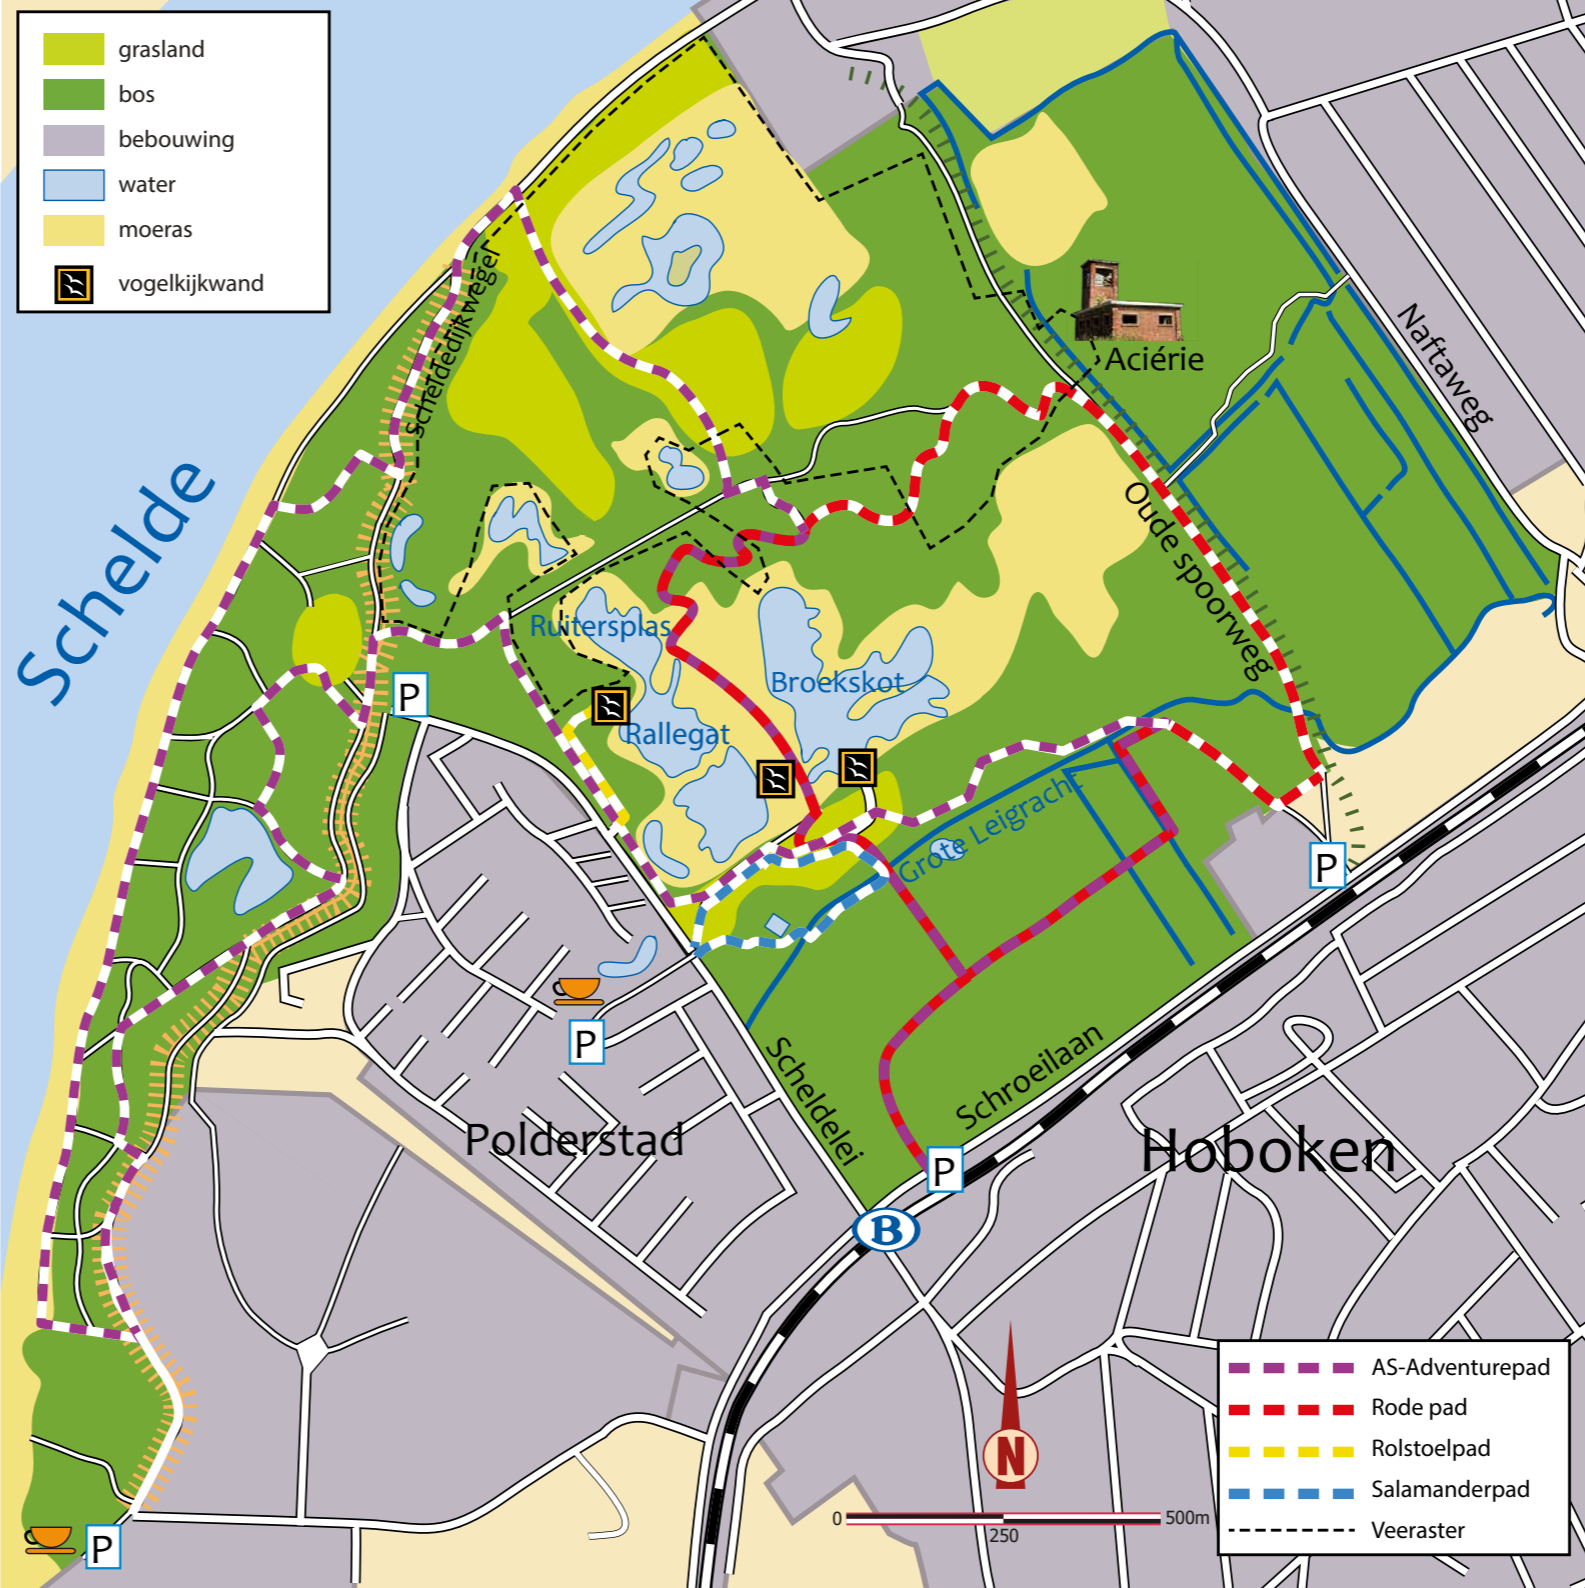 grasland
bos
bebouwing
water
moeras
vogelkijkwand
Schelde
Scheldedijkwegel
Aciérie
Naftaweg
Oude spoorweg
Ruitersplas
Broekskot
Rallegat
Grote Leigracht
P
P
P
P
P
Scheldelei
Schroeilaan
Polderstad
Hoboken
B
N
0
250
500m
AS-Adventurepad
Rode pad
Rolstoelpad
Salamanderpad
Veeraster